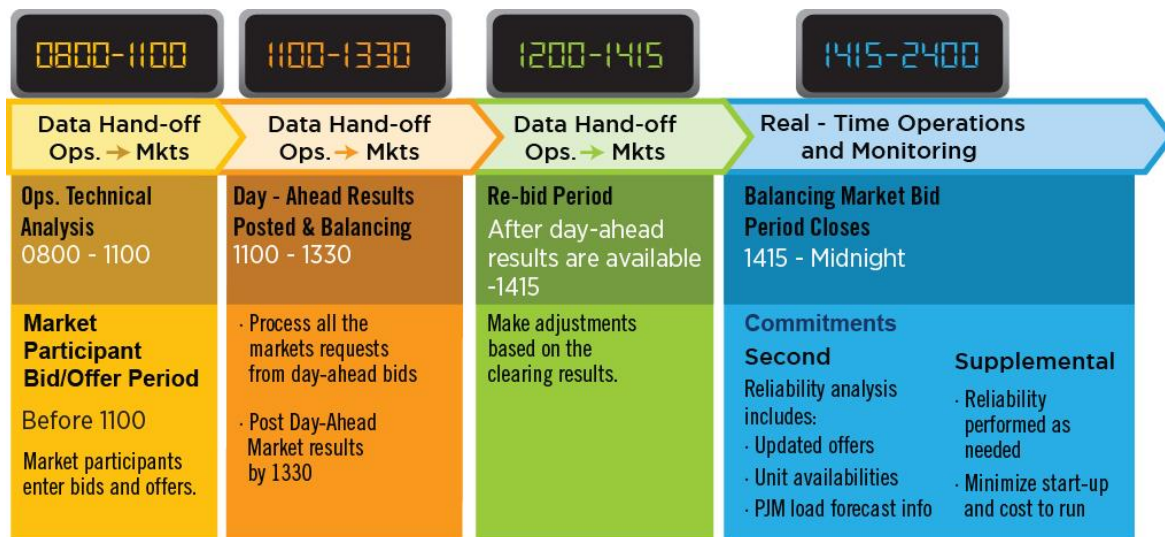 0800-1100
Data Hand-off
Ops. → Mkts
Ops. Technical
Analysis
0800 - 1100
Market
Participant
Bid/Offer Period
Before 1100
Market participants
enter bids and offers.
1100-1330
Data Hand-off
Ops. → Mkts
Day - Ahead Results
Posted & Balancing
1100 - 1330
· Process all the
markets requests
from day-ahead bids
· Post Day-Ahead
Market results
by 1330
1200-1415
Data Hand-off
Ops. → Mkts
Re-bid Period
After day-ahead
results are available
-1415
Make adjustments
based on the
clearing results.
1415-2400
Real - Time Operations
and Monitoring
Balancing Market Bid
Period Closes
1415 - Midnight
Commitments
Second
Reliability analysis
includes:
· Updated offers
· Unit availabilities
· PJM load forecast info
Supplemental
· Reliability
performed as
needed
· Minimize start-up
and cost to run